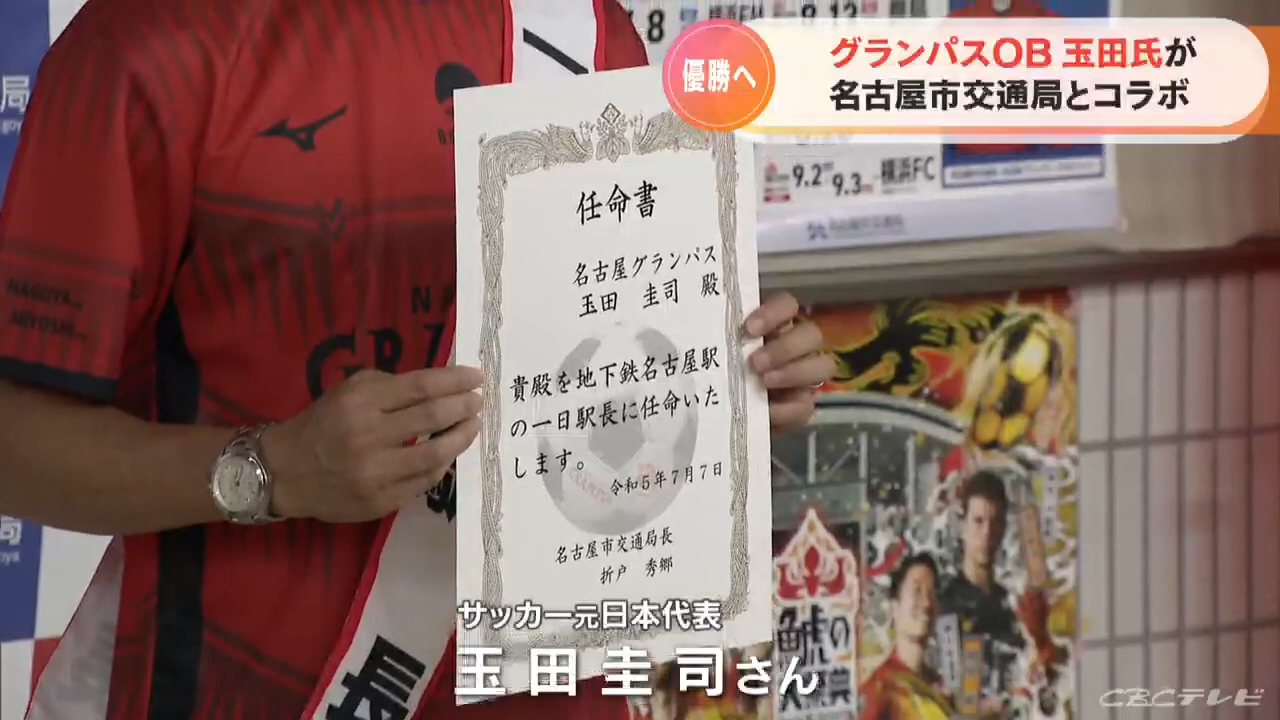 優勝へ
グランパスOB 玉田氏が
名古屋市交通局とコラボ
9.2
9.3
横浜FC
NAGOYA
MIYOSHI
任命書
名古屋グランパス
玉田 圭司 殿
貴殿を地下鉄名古屋駅
の一日駅長に任命いた
します。
令和5年7月7日
名古屋市交通局長
折戸 秀郷
長
サッカー元日本代表
玉田圭司さん
CBCテレビ